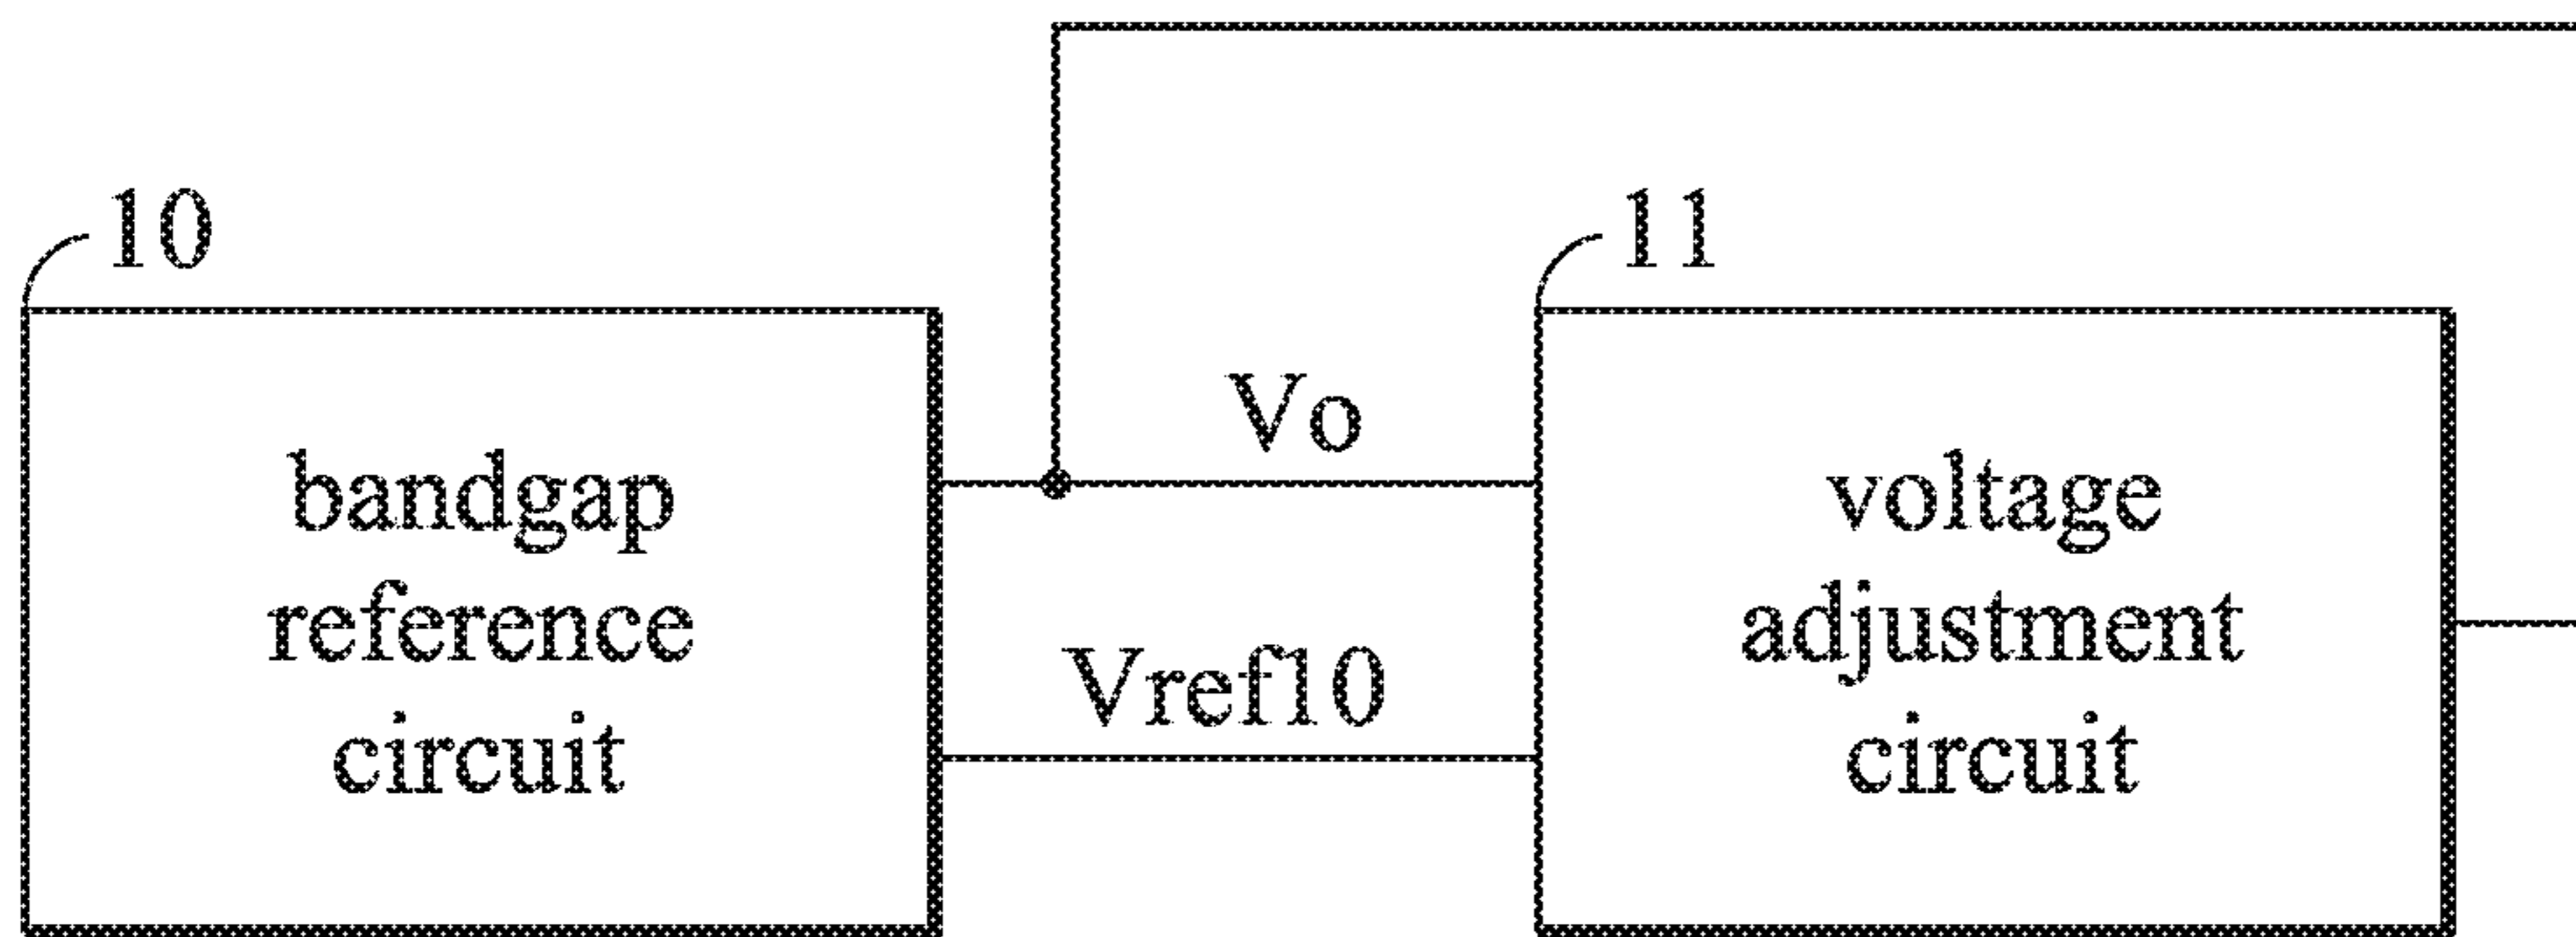 10
11
Vo
bandgap
reference
circuit
Vref10
voltage
adjustment
circuit